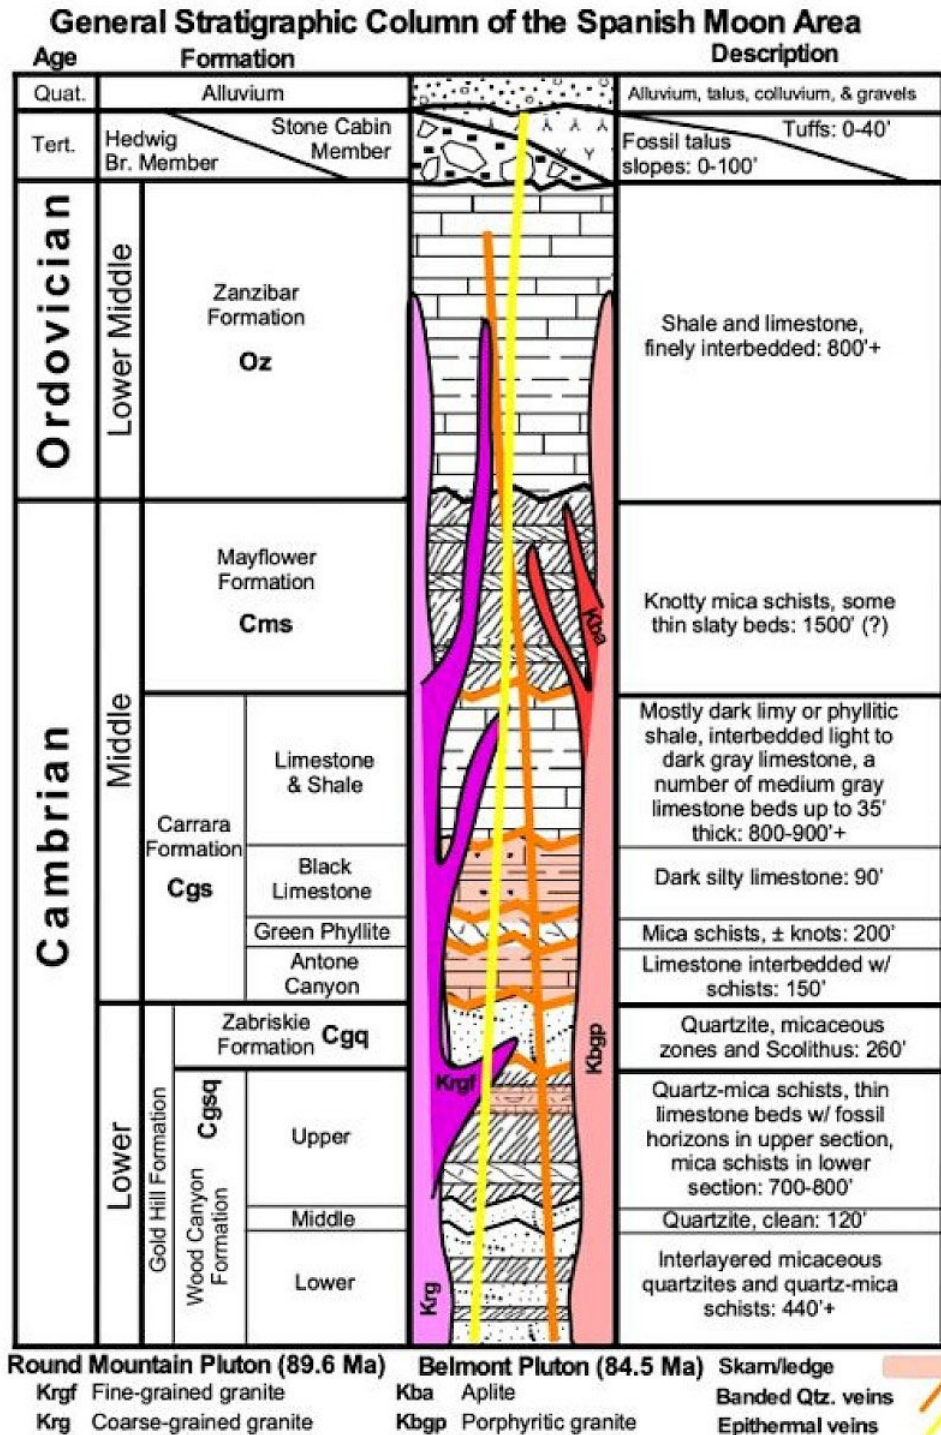 General Stratigraphic Column of the Spanish Moon Area
Age
Formation
Description
Quat.
Alluvium
Alluvium, talus, colluvium, & gravels
Tert.
Hedwig
Br. Member
Stone Cabin
Member
Fossil talus
slopes: 0-100'
Tuffs: 0-40'
Ordovician
Lower Middle
Zanzibar
Formation
Oz
Shale and limestone,
finely interbedded: 800'+
Cambrian
Middle
Mayflower
Formation
Cms
Knotty mica schists, some
thin slaty beds: 1500' (?)
Carrara
Formation
Cgs
Limestone
& Shale
Mostly dark limy or phyllitic
shale, interbedded light to
dark gray limestone, a
number of medium gray
limestone beds up to 35'
thick: 800-900'+
Black
Limestone
Dark silty limestone: 90'
Green Phyllite
Mica schists, ± knots: 200'
Antone
Canyon
Limestone interbedded w/
schists: 150'
Lower
Gold Hill Formation
Zabriskie
Formation Cgq
Quartzite, micaceous
zones and Scolithus: 260'
Wood Canyon
Formation
Cgsq
Upper
Quartz-mica schists, thin
limestone beds w/ fossil
horizons in upper section,
mica schists in lower
section: 700-800'
Middle
Quartzite, clean: 120'
Lower
Interlayered micaceous
quartzites and quartz-mica
schists: 440'+
Kba
Kbgp
Krgf
Krg
Round Mountain Pluton (89.6 Ma)
Krgf Fine-grained granite
Krg Coarse-grained granite
Belmont Pluton (84.5 Ma)
Kba Aplite
Kbgp Porphyritic granite
Skarn/ledge
Banded Qtz. veins
Epithermal veins